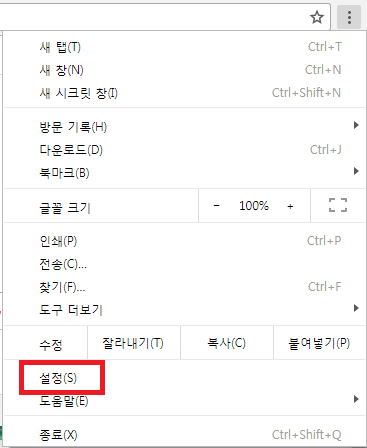 새 탭(T) Ctrl+T
새 창(N) Ctrl+N
새 시크릿 창(I) Ctrl+Shift+N
방문 기록(H)
다운로드(D) Ctrl+J
북마크(B)
글꼴 크기 − 100% +
인쇄(P) Ctrl+P
전송(C)...
찾기(F)... Ctrl+F
도구 더보기
수정 잘라내기(T) 복사(C) 붙여넣기(P)
설정(S)
도움말(E)
종료(X) Ctrl+Shift+Q